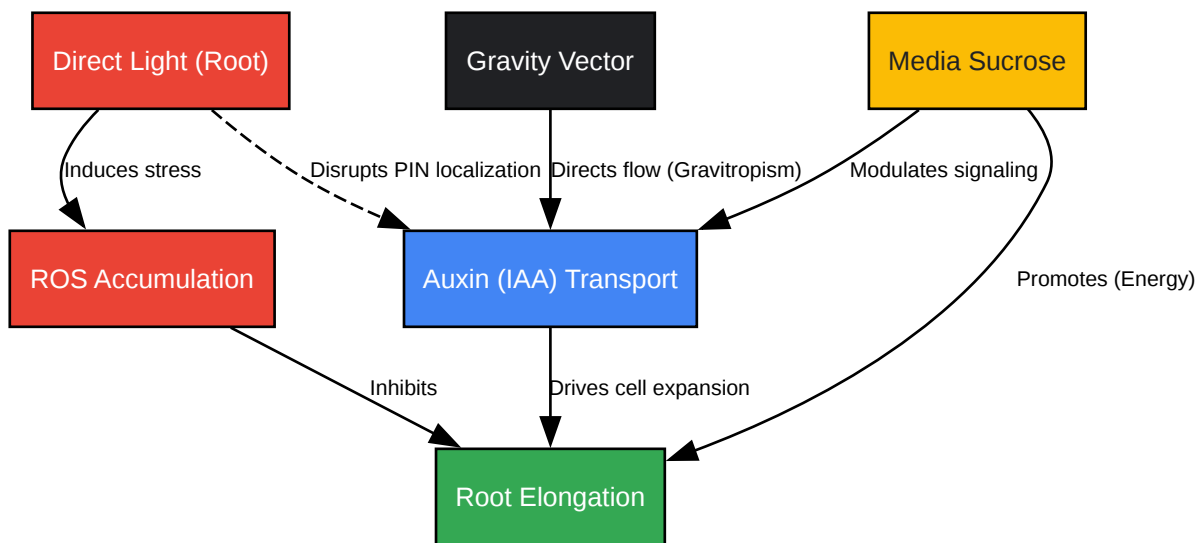 Direct Light (Root)
Gravity Vector
Media Sucrose
Induces stress
Disrupts PIN localization
Directs flow (Gravitropism)
Modulates signaling
ROS Accumulation
Auxin (IAA) Transport
Promotes (Energy)
Inhibits
Drives cell expansion
Root Elongation